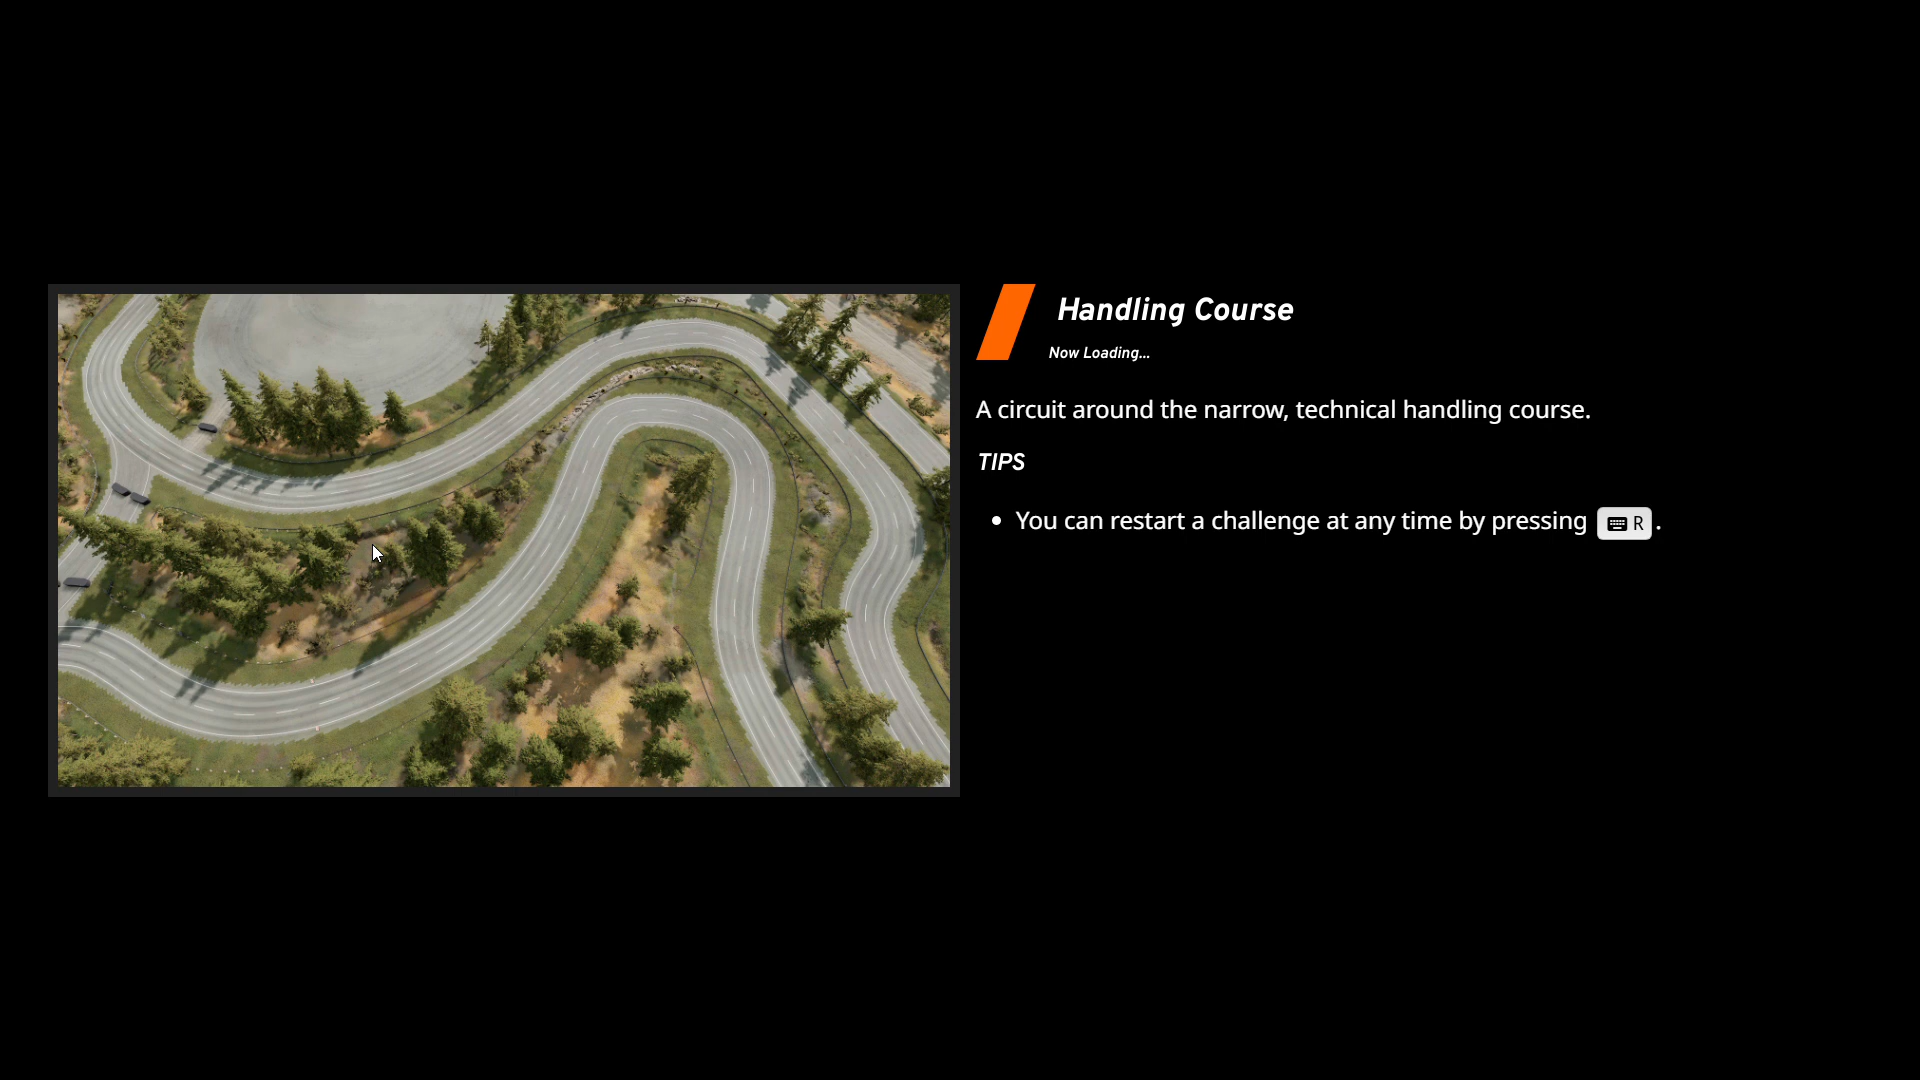 Handling Course
Now Loading...
A circuit around the narrow, technical handling course.
TIPS
• You can restart a challenge at any time by pressing R .